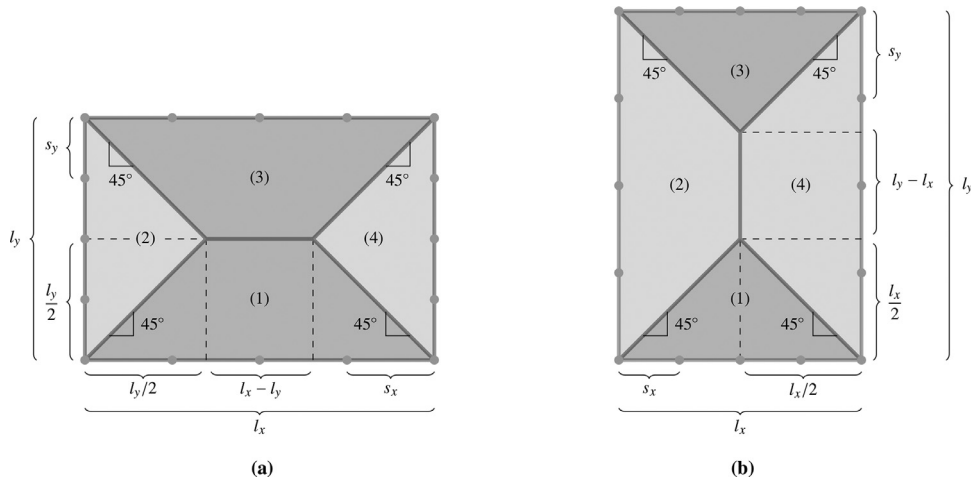 (a)
s_y
l_y
l_y/2
45°
45°
(3)
(2)
(4)
(1)
45°
45°
l_y/2
l_x − l_y
s_x
l_x
(b)
45°
45°
(3)
s_y
(2)
(4)
l_y − l_x
l_y
(1)
45°
45°
l_x/2
s_x
l_x/2
l_x